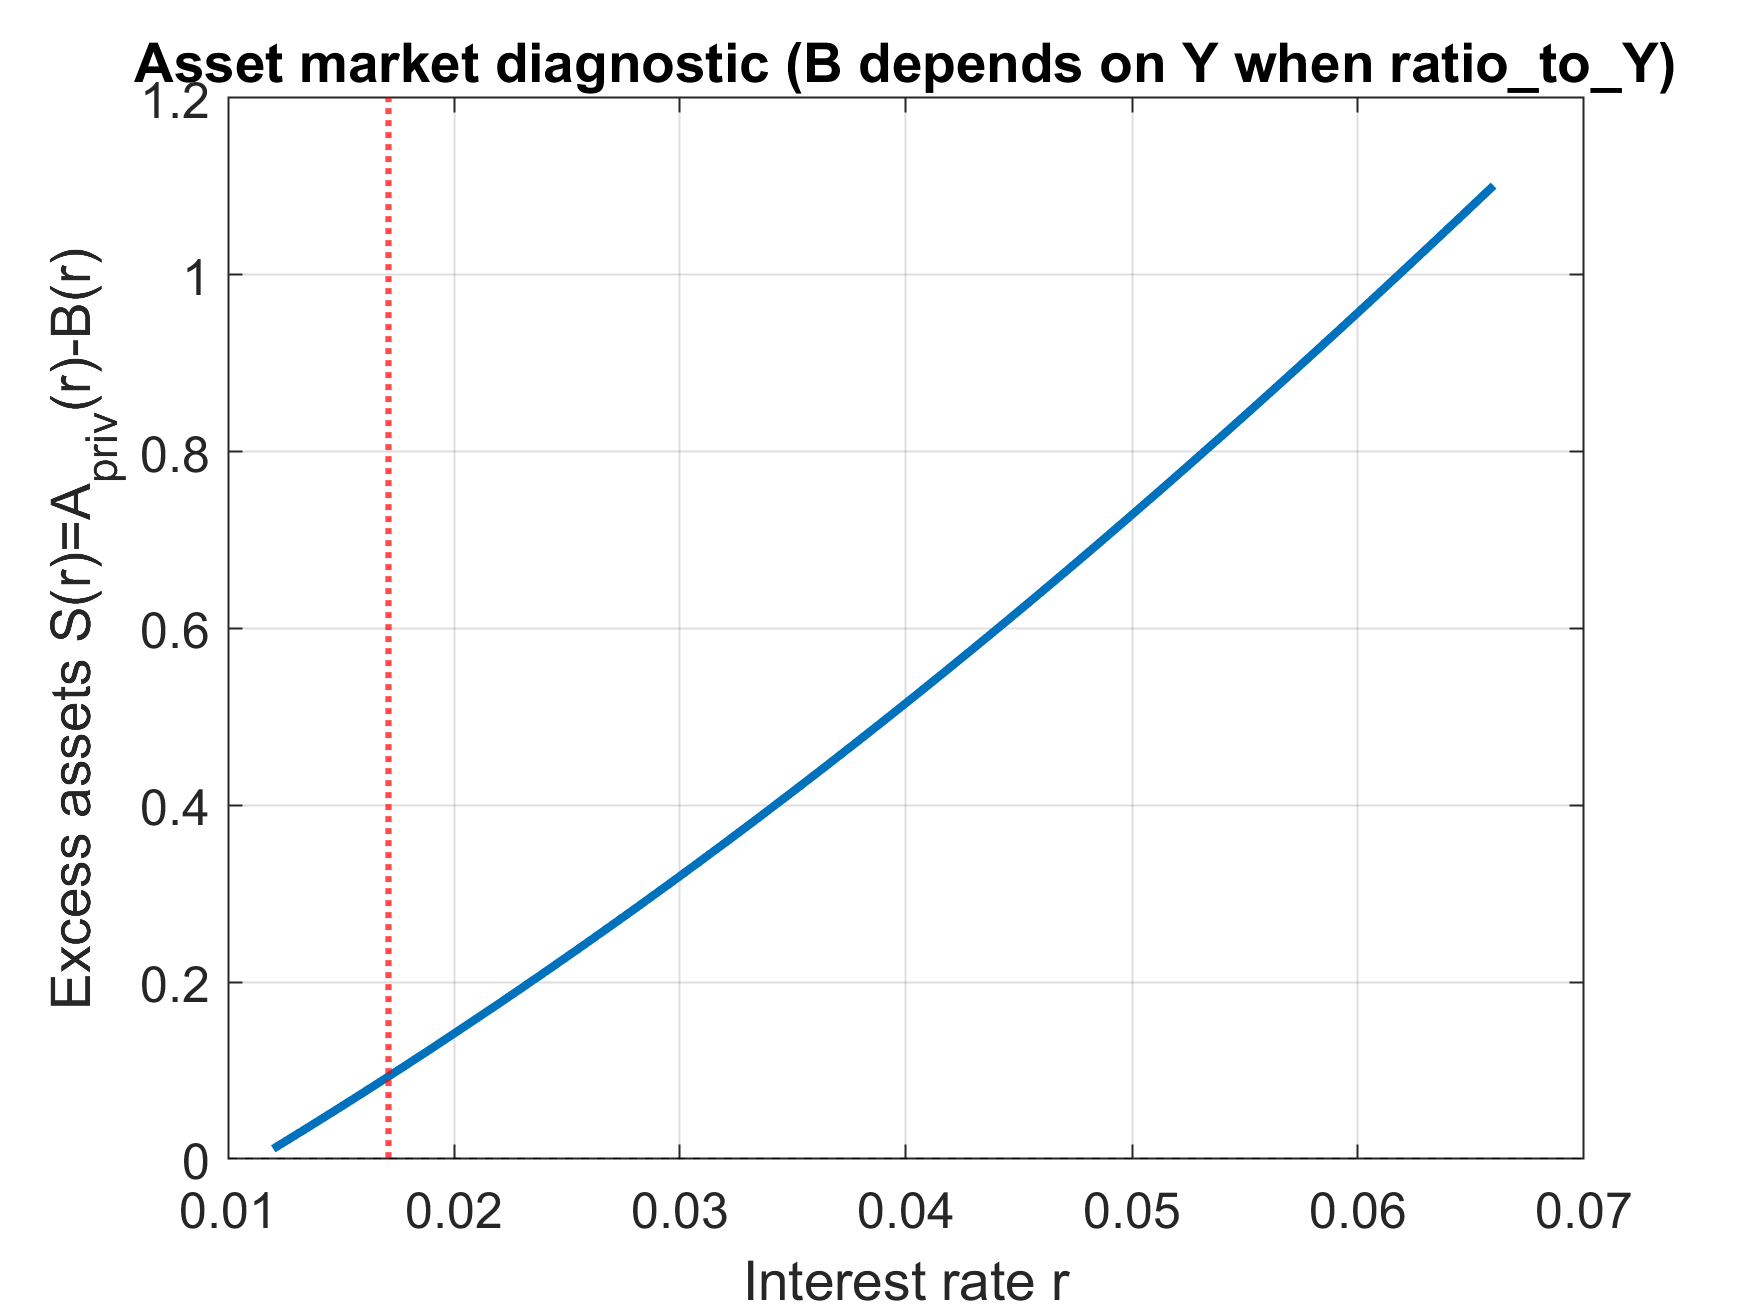 Asset market diagnostic (B depends on Y when ratio_to_Y)
Excess assets S(r)=A_priv(r)-B(r)
1.2
1
0.8
0.6
0.4
0.2
0
0.01 0.02 0.03 0.04 0.05 0.06 0.07
Interest rate r